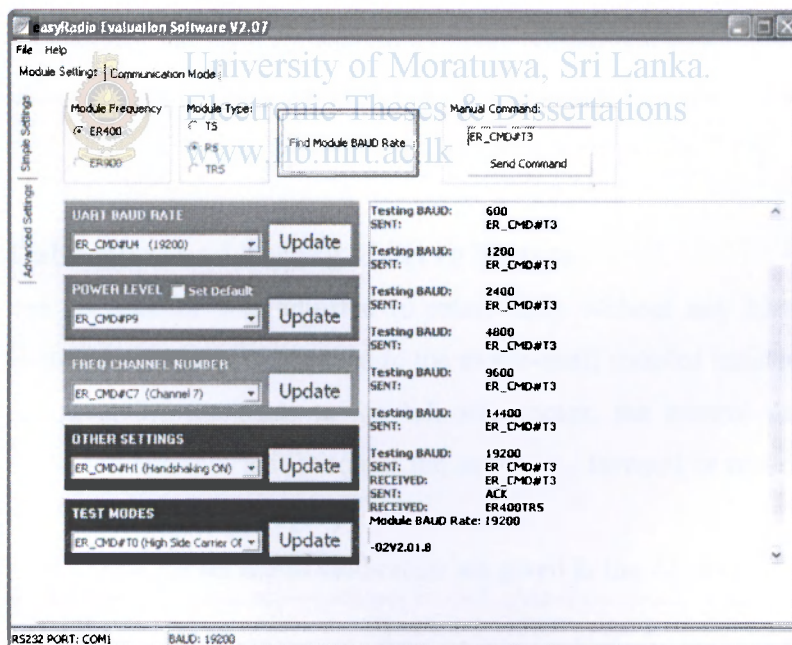 easyRadio Evaluation Software V2.07
File Help
Module Settings Communication Mode
University of Moratuwa, Sri Lanka.
Electronic Theses & Dissertations
www.lib.mrt.ac.lk
Simple Settings
Advanced Settings
Module Frequency
ER400
ER900
Module Type:
TS
RS
TRS
Find Module BAUD Rate
Manual Command:
ER_CMD#T3
Send Command
UART BAUD RATE
ER_CMD#U4 (19200) Update
POWER LEVEL Set Default
ER_CMD#P9 Update
FREQ CHANNEL NUMBER
ER_CMD#C7 (Channel 7) Update
OTHER SETTINGS
ER_CMD#H1 (Handshaking ON) Update
TEST MODES
ER_CMD#T0 (High Side Carrier Of Update
Testing BAUD: 600
SENT: ER_CMD#T3
Testing BAUD: 1200
SENT: ER_CMD#T3
Testing BAUD: 2400
SENT: ER_CMD#T3
Testing BAUD: 4800
SENT: ER_CMD#T3
Testing BAUD: 9600
SENT: ER_CMD#T3
Testing BAUD: 14400
SENT: ER_CMD#T3
Testing BAUD: 19200
SENT: ER_CMD#T3
RECEIVED: ER_CMD#T3
SENT: ACK
RECEIVED: ER400TRS
Module BAUD Rate: 19200
-02V2.01.8
RS232 PORT: COM1 BAUD: 19200